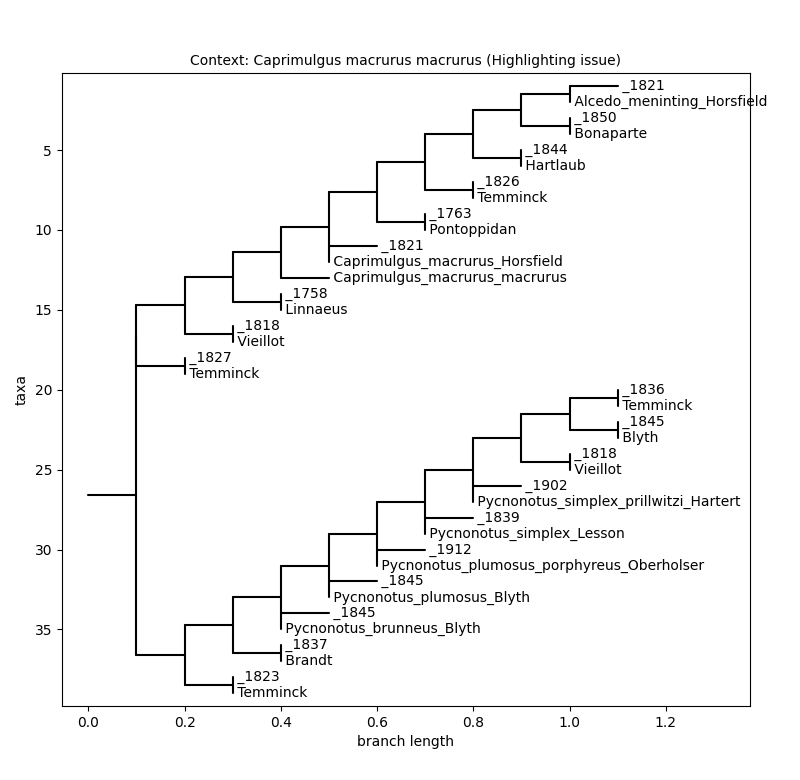 Context: Caprimulgus macrurus macrurus (Highlighting issue)
_1821
Alcedo_meninting_Horsfield
_1850
Bonaparte
_1844
Hartlaub
_1826
Temminck
_1763
Pontoppidan
_1821
Caprimulgus_macrurus_Horsfield
Caprimulgus_macrurus_macrurus
_1758
Linnaeus
_1818
Vieillot
_1827
Temminck
_1836
Temminck
_1845
Blyth
_1818
Vieillot
_1902
Pycnonotus_simplex_prillwitzi_Hartert
_1839
Pycnonotus_simplex_Lesson
_1912
Pycnonotus_plumosus_porphyreus_Oberholser
_1845
Pycnonotus_plumosus_Blyth
_1845
Pycnonotus_brunneus_Blyth
_1837
Brandt
_1823
Temminck
5
10
15
20
25
30
35
taxa
0.0 0.2 0.4 0.6 0.8 1.0 1.2
branch length